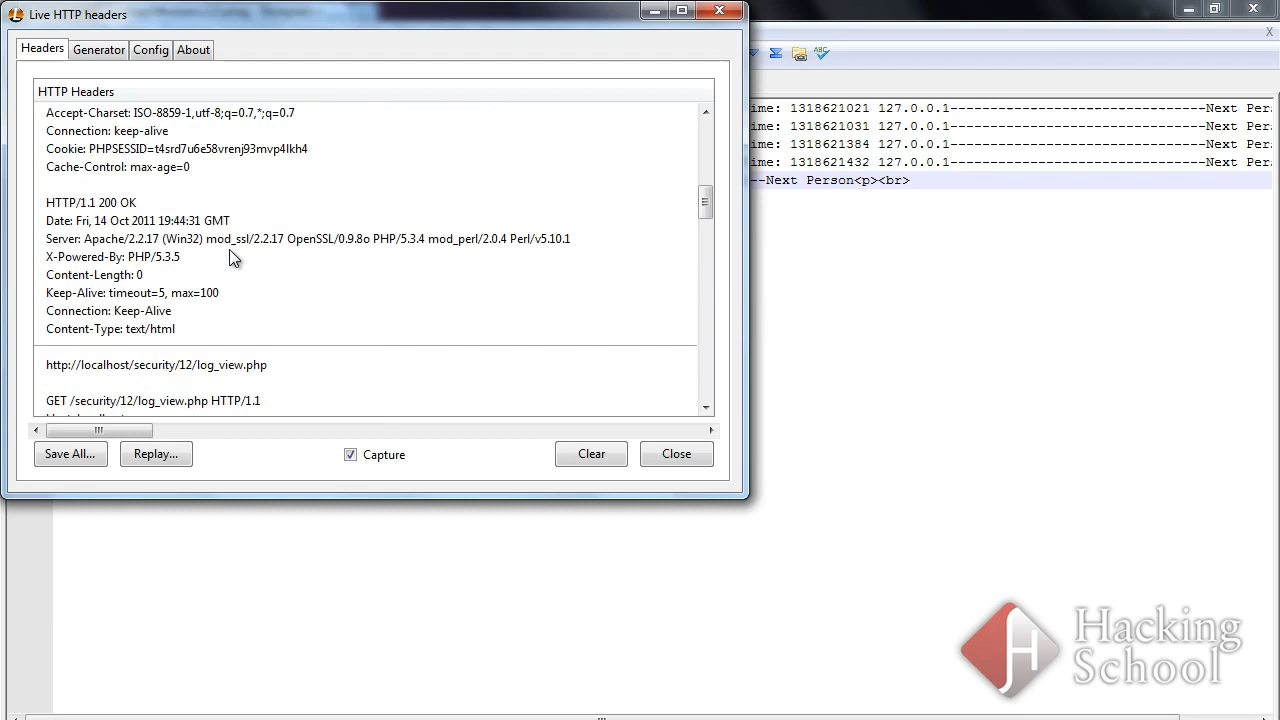 Live HTTP headers
Headers Generator Config About
HTTP Headers
Accept-Charset: ISO-8859-1,utf-8;q=0.7,*;q=0.7
Connection: keep-alive
Cookie: PHPSESSID=t4srd7u6e58vrenj93mvp4lkh4
Cache-Control: max-age=0
HTTP/1.1 200 OK
Date: Fri, 14 Oct 2011 19:44:31 GMT
Server: Apache/2.2.17 (Win32) mod_ssl/2.2.17 OpenSSL/0.9.8o PHP/5.3.4 mod_perl/2.0.4 Perl/v5.10.1
X-Powered-By: PHP/5.3.5
Content-Length: 0
Keep-Alive: timeout=5, max=100
Connection: Keep-Alive
Content-Type: text/html
http://localhost/security/12/log_view.php
GET /security/12/log_view.php HTTP/1.1
Save All... Replay... Capture Clear Close
ime: 1318621021 127.0.0.1--------------------------------Next Per
ime: 1318621031 127.0.0.1--------------------------------Next Per
ime: 1318621384 127.0.0.1--------------------------------Next Per
ime: 1318621432 127.0.0.1--------------------------------Next Per
--Next Person<p><br>
Hacking
School